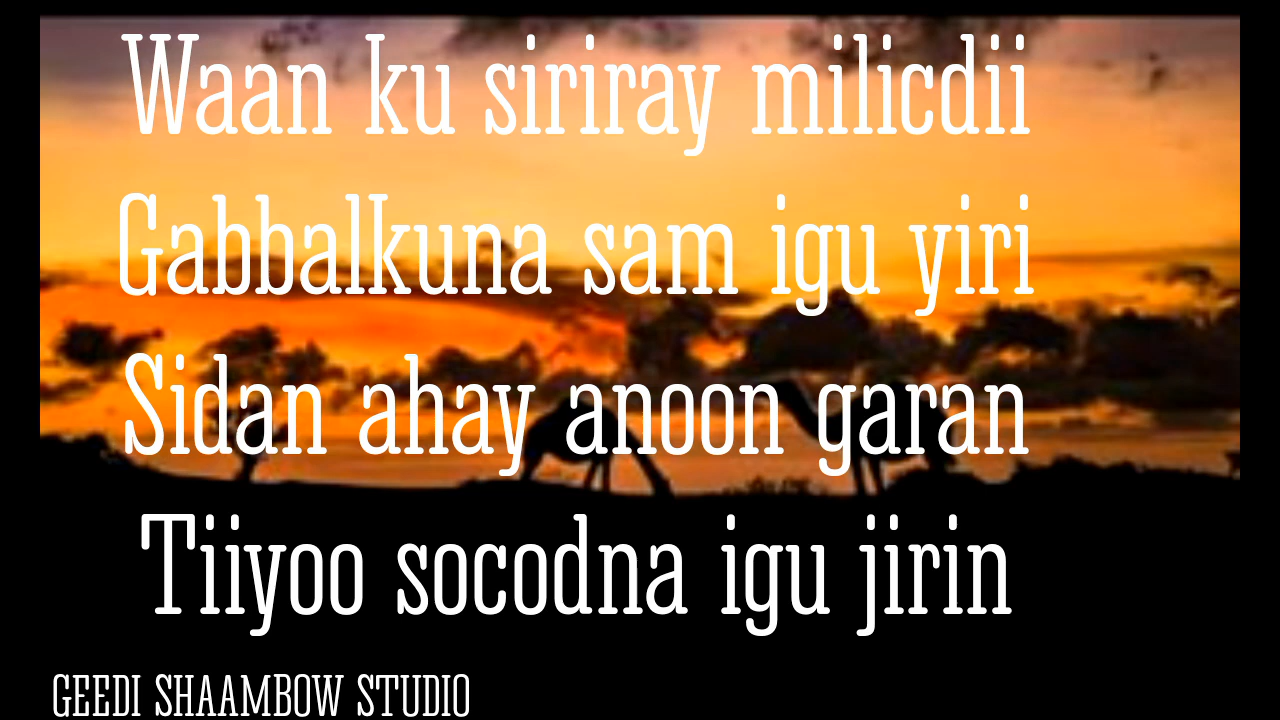 Waan ku siriray milicdii
Gabbalkuna sam igu yiri
Sidan ahay anoon garan
Tiiyoo socodna igu jirin
GEEDI SHAAMBOW STUDIO